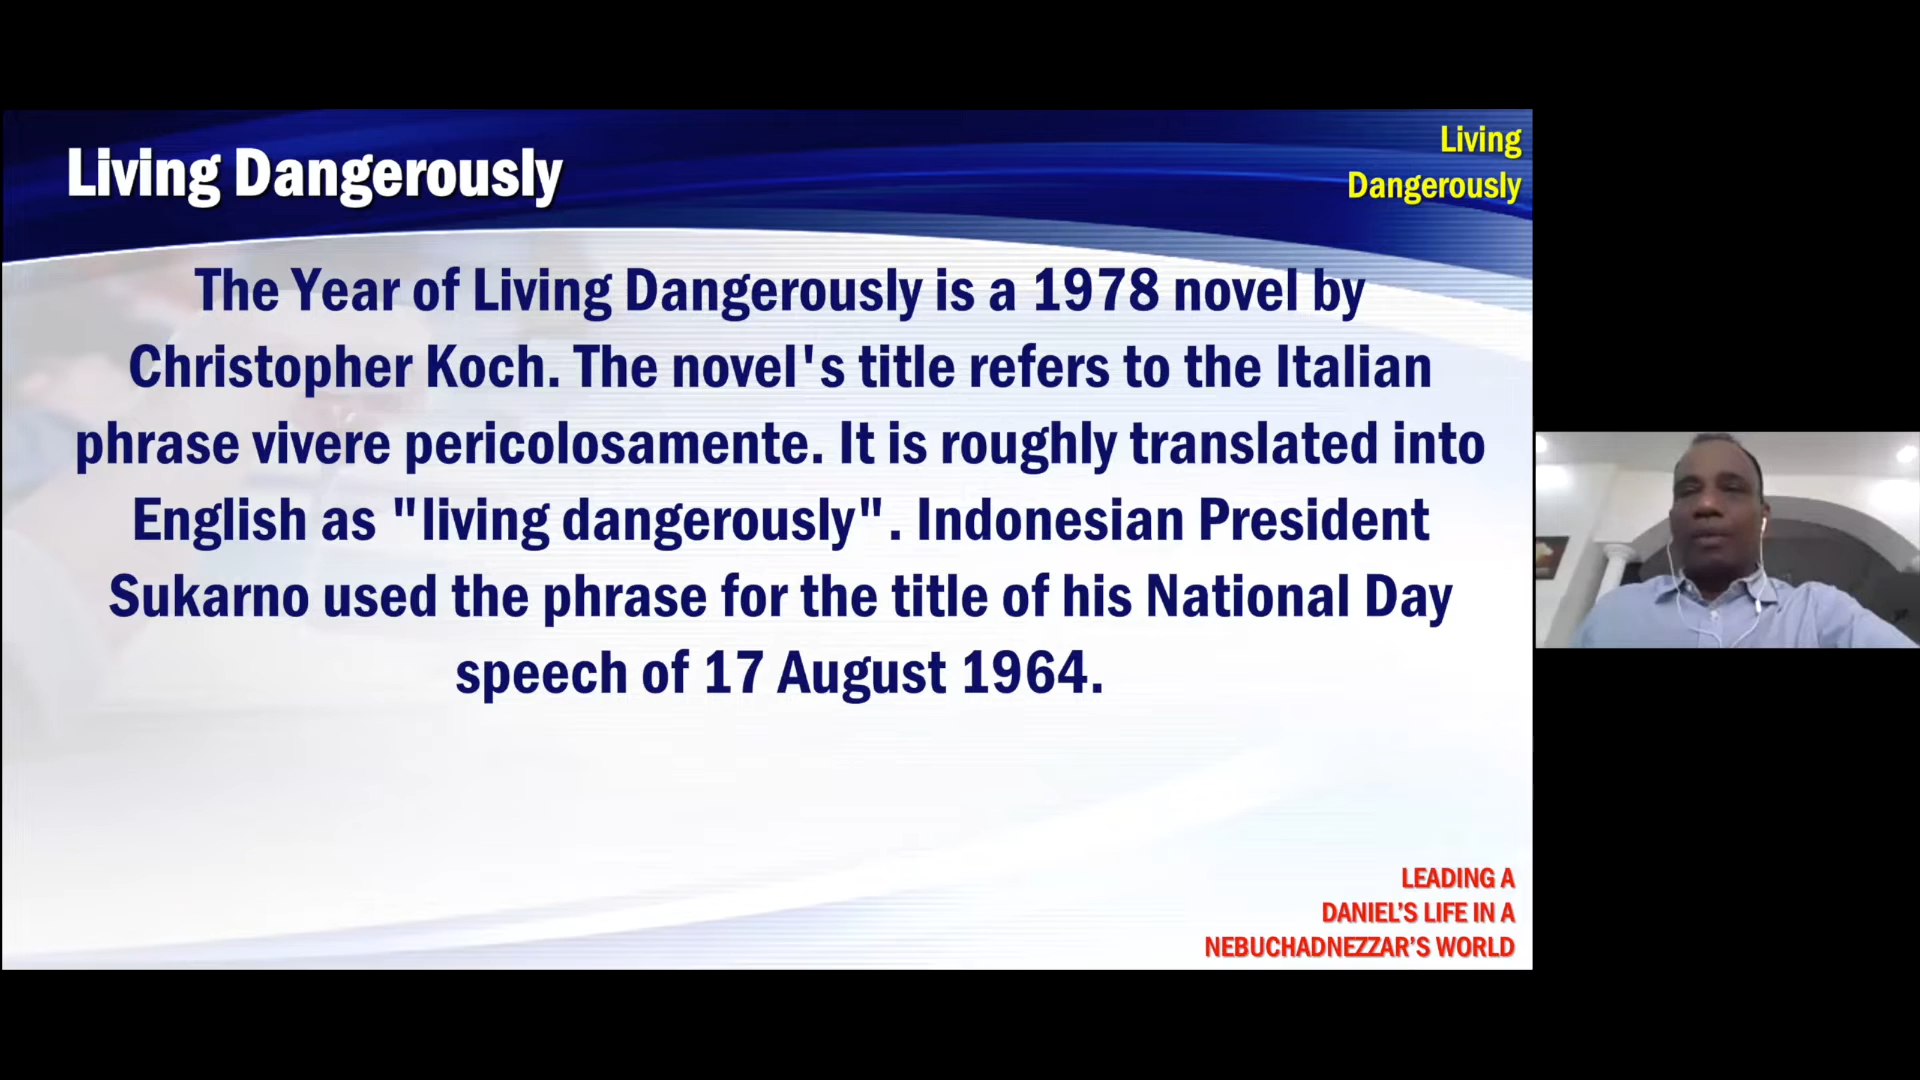 Living Dangerously
Living
Dangerously
The Year of Living Dangerously is a 1978 novel by
Christopher Koch. The novel's title refers to the Italian
phrase vivere pericolosamente. It is roughly translated into
English as "living dangerously". Indonesian President
Sukarno used the phrase for the title of his National Day
speech of 17 August 1964.
LEADING A
DANIEL’S LIFE IN A
NEBUCHADNEZZAR’S WORLD